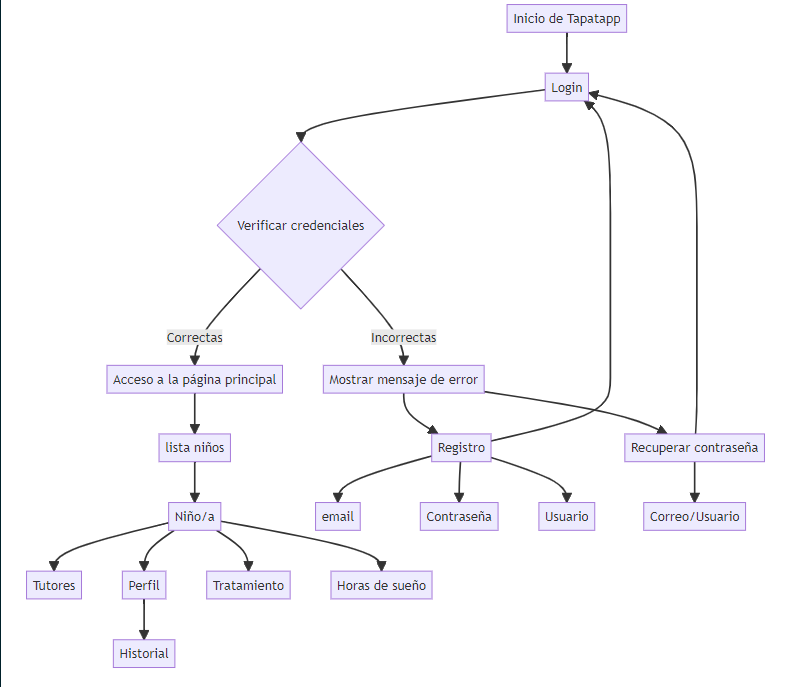 Inicio de Tapatapp
Login
Verificar credenciales
Correctas
Incorrectas
Acceso a la página principal
Mostrar mensaje de error
lista niños
Registro
Recuperar contraseña
Niño/a
email
Contraseña
Usuario
Correo/Usuario
Tutores
Perfil
Tratamiento
Horas de sueño
Historial